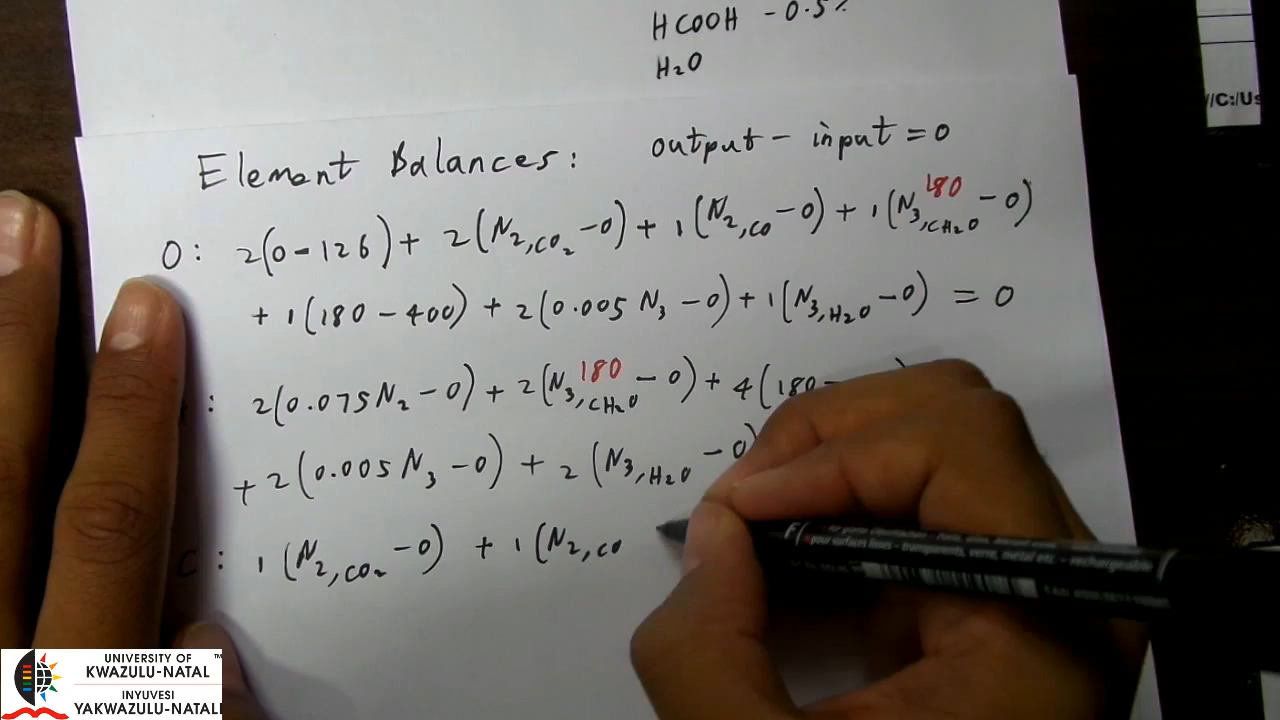 HCOOH - 0.5%
H₂O
//C:/Us
Element Balances: output - input = 0
O: 2(0-126) + 2(N₂,CO₂ -0) + 1(N₂,CO -0) + 1(N₃,CH₂O 180 - 0)
+ 1(180 - 400) + 2(0.005 N₃ - 0) + 1(N₃,H₂O - 0) = 0
: 2(0.075N₂ - 0) + 2(N₃,CH₂O 180 - 0) + 4(180 -
+ 2(0.005 N₃ - 0) + 2(N₃,H₂O - 0)
C: 1(N₂,CO₂ - 0) + 1(N₂,CO
UNIVERSITY OF ™
KWAZULU-NATAL
INYUVESI
YAKWAZULU-NATALI